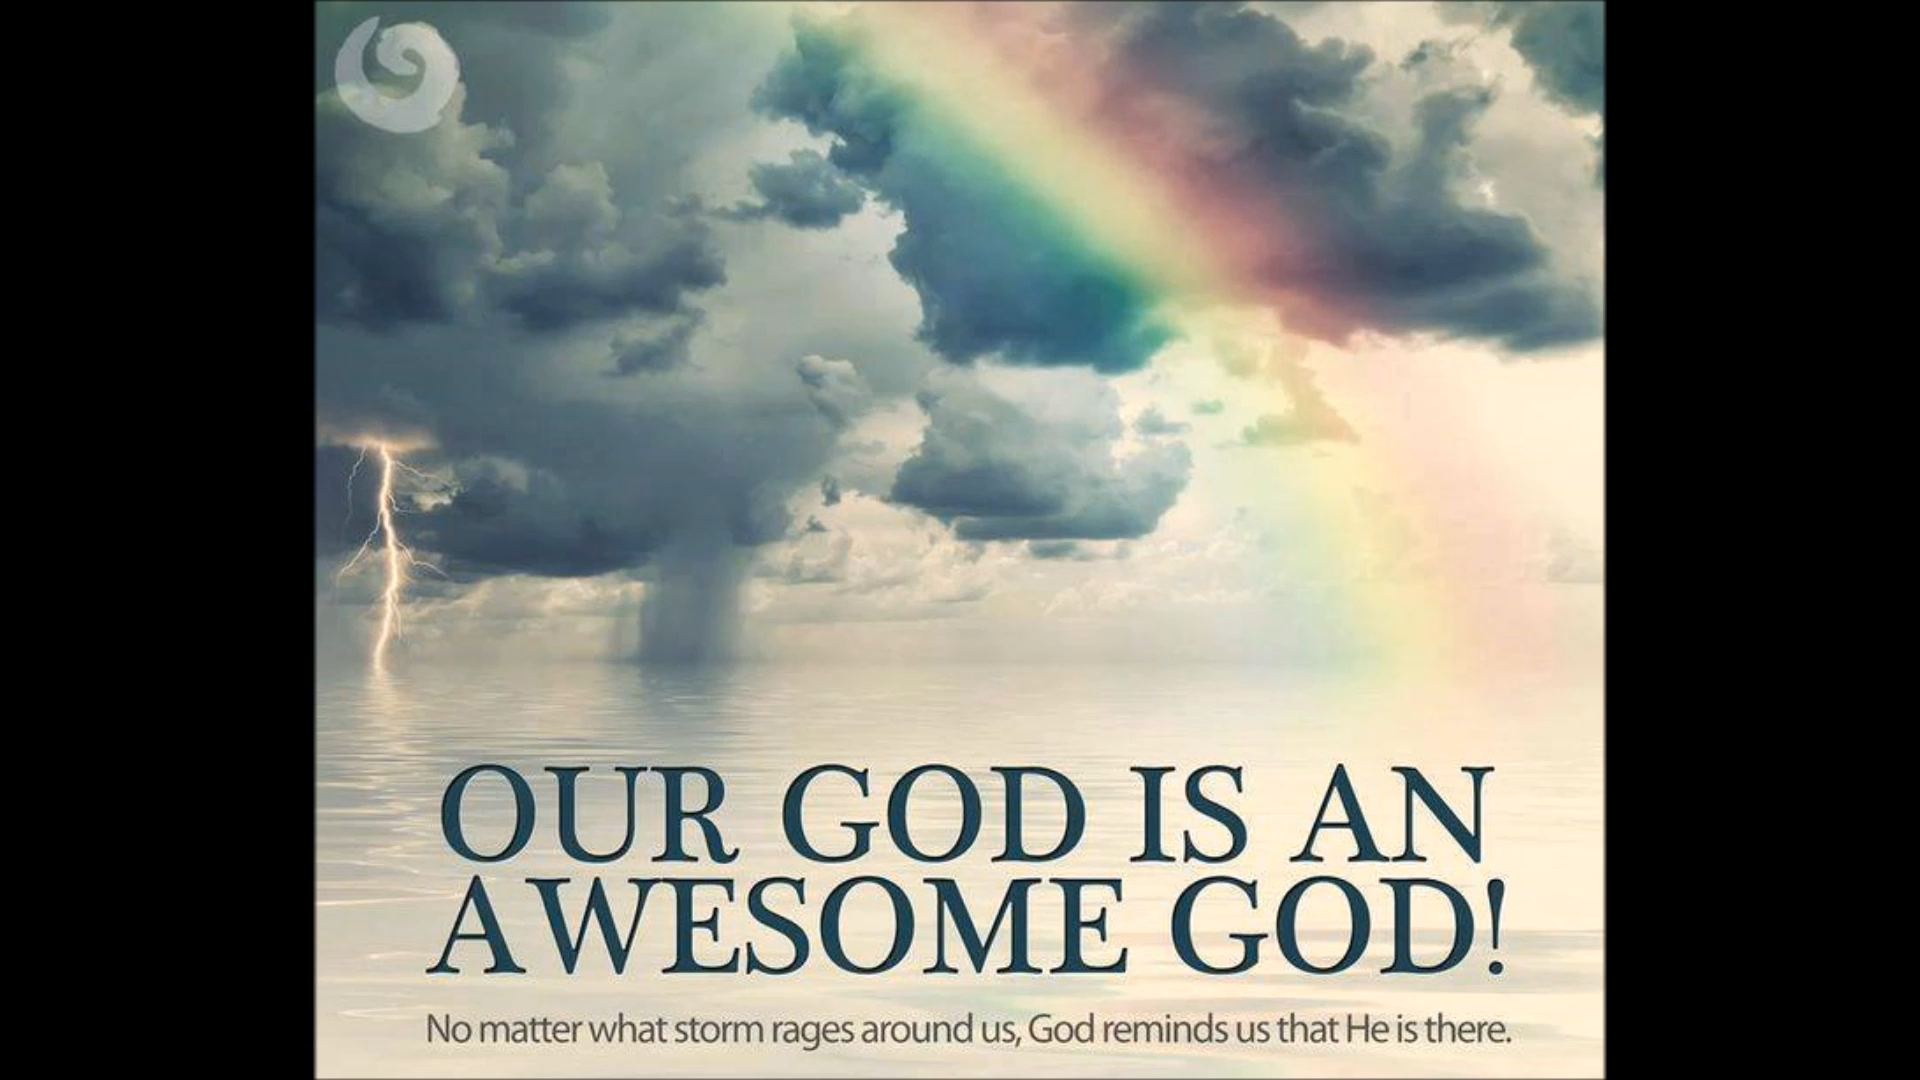 OUR GOD IS AN
AWESOME GOD!
No matter what storm rages around us, God reminds us that He is there.